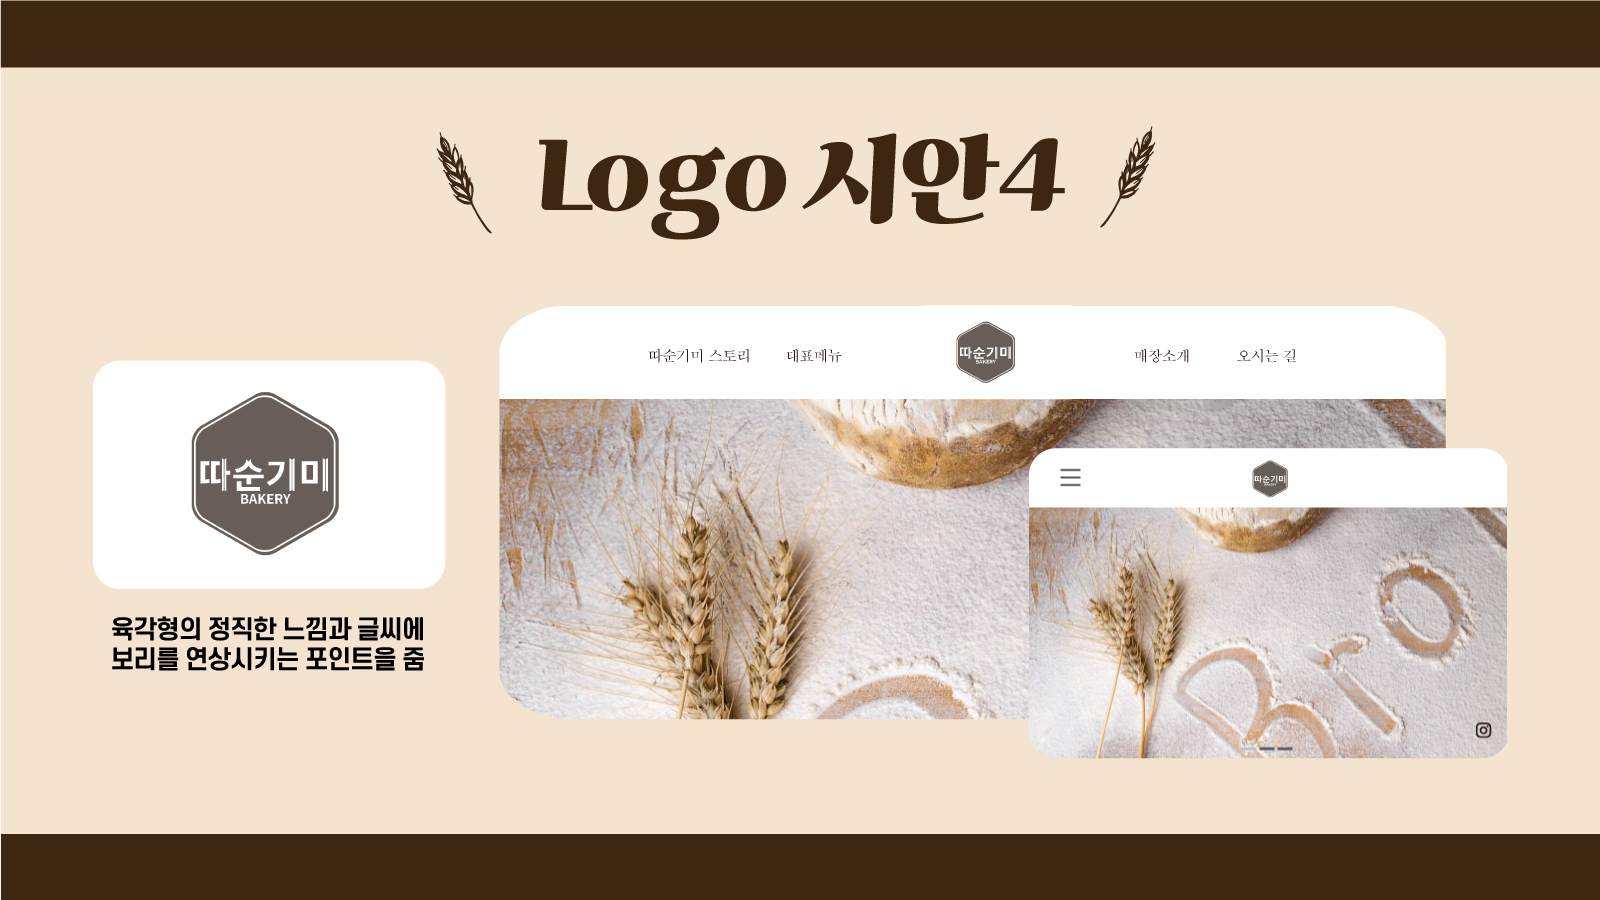 Logo 시안4
따순기미
BAKERY
육각형의 정직한 느낌과 글씨에
보리를 연상시키는 포인트을 줌
따순기미 스토리
대표메뉴
따순기미
BAKERY
매장소개
오시는 길
따순기미
BAKERY
Bro